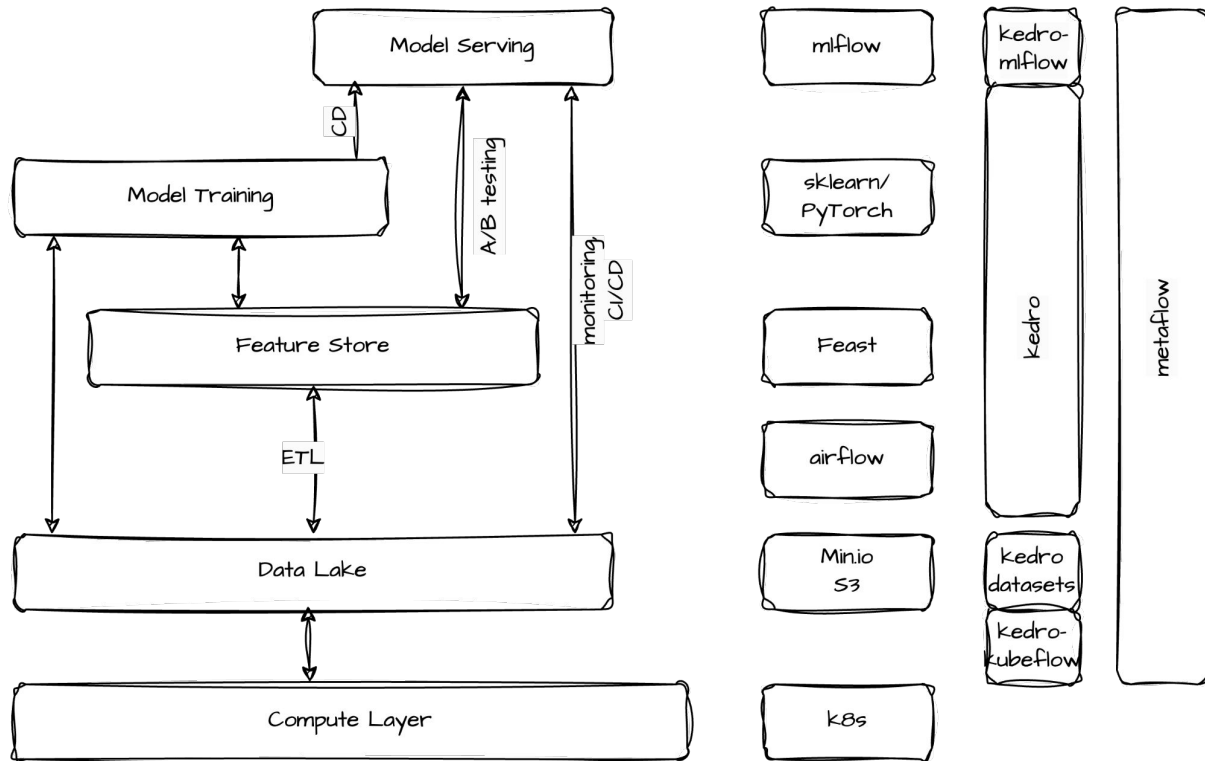 Model Serving
mlflow
kedro-
mlflow
CD
Model Training
A/B testing
sklearn/
PyTorch
monitoring
CI/CD
Feature Store
Feast
kedro
metaflow
ETL
airflow
Data Lake
Min.io
S3
kedro
datasets
kedro-
kubeflow
Compute Layer
k8s